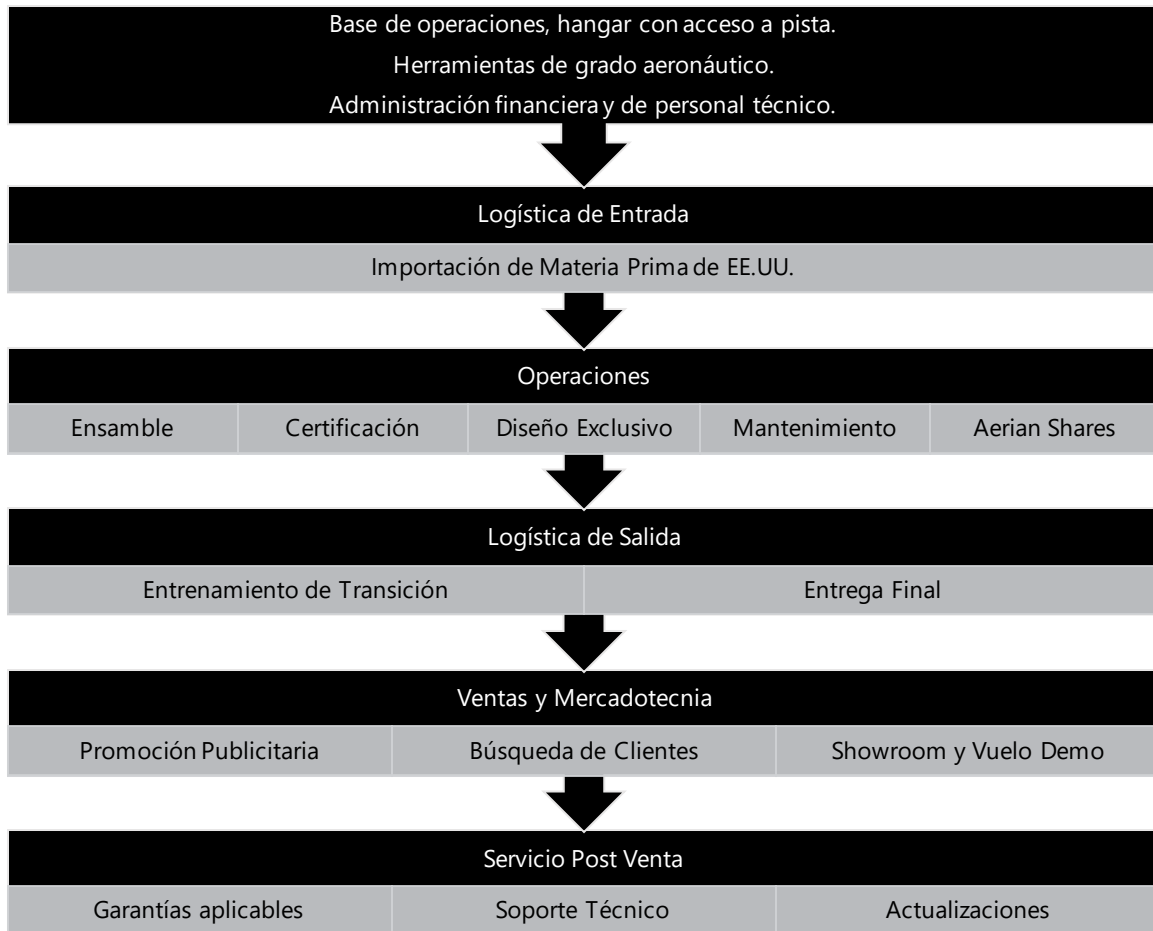 Base de operaciones, hangar con acceso a pista.
Herramientas de grado aeronáutico.
Administración financiera y de personal técnico.
Logística de Entrada
Importación de Materia Prima de EE.UU.
Operaciones
Ensamble Certificación Diseño Exclusivo Mantenimiento Aerian Shares
Logística de Salida
Entrenamiento de Transición Entrega Final
Ventas y Mercadotecnia
Promoción Publicitaria Búsqueda de Clientes Showroom y Vuelo Demo
Servicio Post Venta
Garantías aplicables Soporte Técnico Actualizaciones